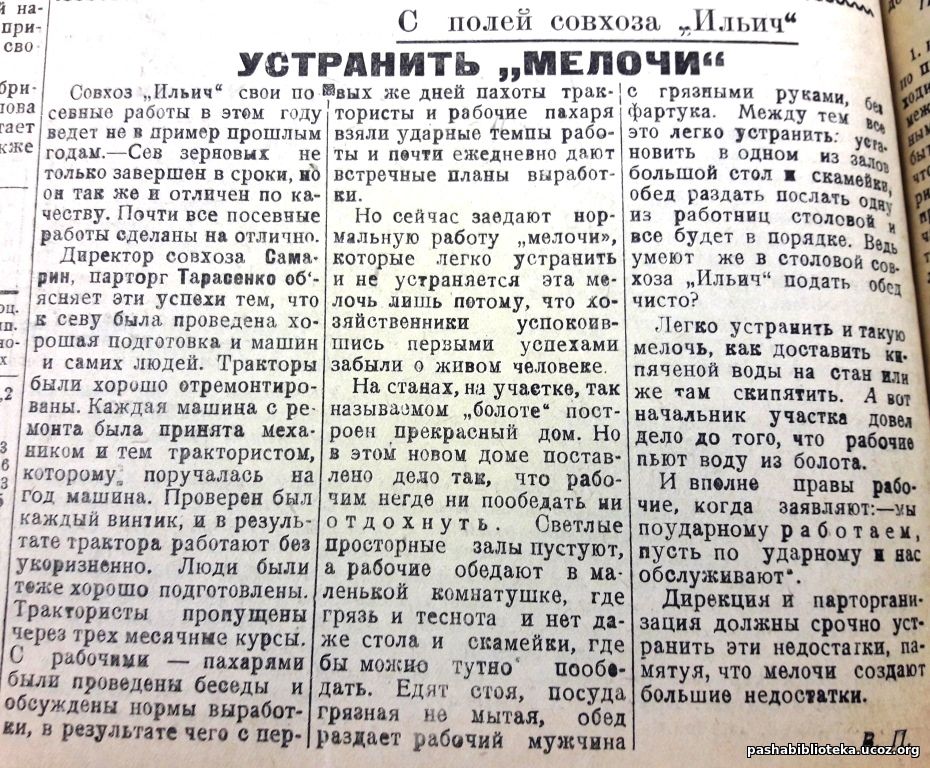 С полей совхоза „Ильич“
УСТРАНИТЬ „МЕЛОЧИ“
Совхоз „Ильич“ свои по
севные работы в этом году
ведет не в пример прошлым
годам.—Сев зерновых не
только завершен в сроки, но
он так же и отличен по ка-
честву. Почти все посевные
работы сделаны на отлично.
Директор совхоза Сама-
рин, парторг Тарасенко об'-
ясняет эти успехи тем, что
к севу была проведена хо-
рошая подготовка и машин
и самих людей. Тракторы
были хорошо отремонтиро-
ваны. Каждая машина с ре-
монта была принята меха-
ником и тем трактористом,
которому поручалась на
год машина. Проверен был
каждый винтик, и в резуль-
тате трактора работают без
укоризненно. Люди были
тоже хорошо подготовлены.
Трактористы пропущены
через трех месячные курсы.
С рабочими — пахарями
были проведены беседы и
обсуждены нормы выработ-
ки, в результате чего с пер-
вых же дней пахоты трак-
тористы и рабочие пахаря
взяли ударные темпы рабо-
ты и почти ежедневно дают
встречные планы выработ-
ки.
Но сейчас заедают нор-
мальную работу „мелочи»,
которые легко устранить
и не устраняется эта ме-
лочь лишь потому, что хо-
зяйственники успокоив-
шись первыми успехами
забыли о живом человеке.
На станах, на участке, так
называемом „болоте“ пост-
роен прекрасный дом. Но
в этом новом доме постав-
лено дело так, что рабо-
чим негде ни пообедать ни
отдохнуть. Светлые
просторные залы пустуют,
а рабочие обедают в ма-
ленькой комнатушке, где
грязь и теснота и нет да-
же стола и скамейки, где
бы можно тутно пообе-
дать. Едят стоя, посуда
грязная не мытая, обед
раздает рабочий мужчина
с грязными руками, без
фартука. Между тем все
это легко устранить: уста-
новить в одном из залов
большой стол и скамейки,
обед раздать послать одну
из работниц столовой и
все будет в порядке. Ведь
умеют же в столовой сов-
хоза "Ильич" подать обед
чисто?
Легко устранить и такую
мелочь, как доставить ки-
пяченой воды на стан или
же там скипятить. А вот
начальник участка довел
дело до того, что рабочие
пьют воду из болота.
И вполне правы рабо-
чие, когда заявляют:—мы
поударному работаем,
пусть по ударному и нас
обслуживают".
Дирекция и парторгани-
зация должны срочно уст-
ранить эти недостатки, па-
мятуя, что мелочи создают
большие недостатки.
В. П.
pashabiblioteka.ucoz.org